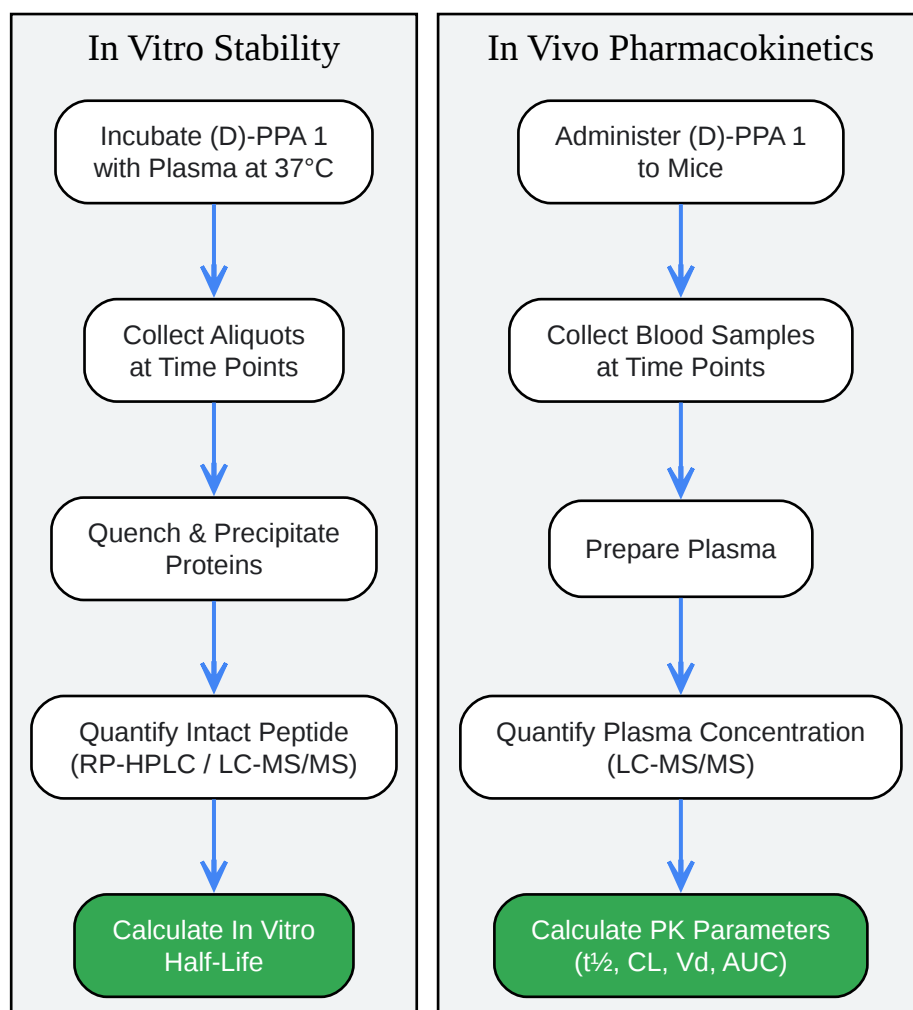 In Vitro Stability
Incubate (D)-PPA 1
with Plasma at 37°C
Collect Aliquots
at Time Points
Quench & Precipitate
Proteins
Quantify Intact Peptide
(RP-HPLC / LC-MS/MS)
Calculate In Vitro
Half-Life
In Vivo Pharmacokinetics
Administer (D)-PPA 1
to Mice
Collect Blood Samples
at Time Points
Prepare Plasma
Quantify Plasma Concentration
(LC-MS/MS)
Calculate PK Parameters
(t½, CL, Vd, AUC)